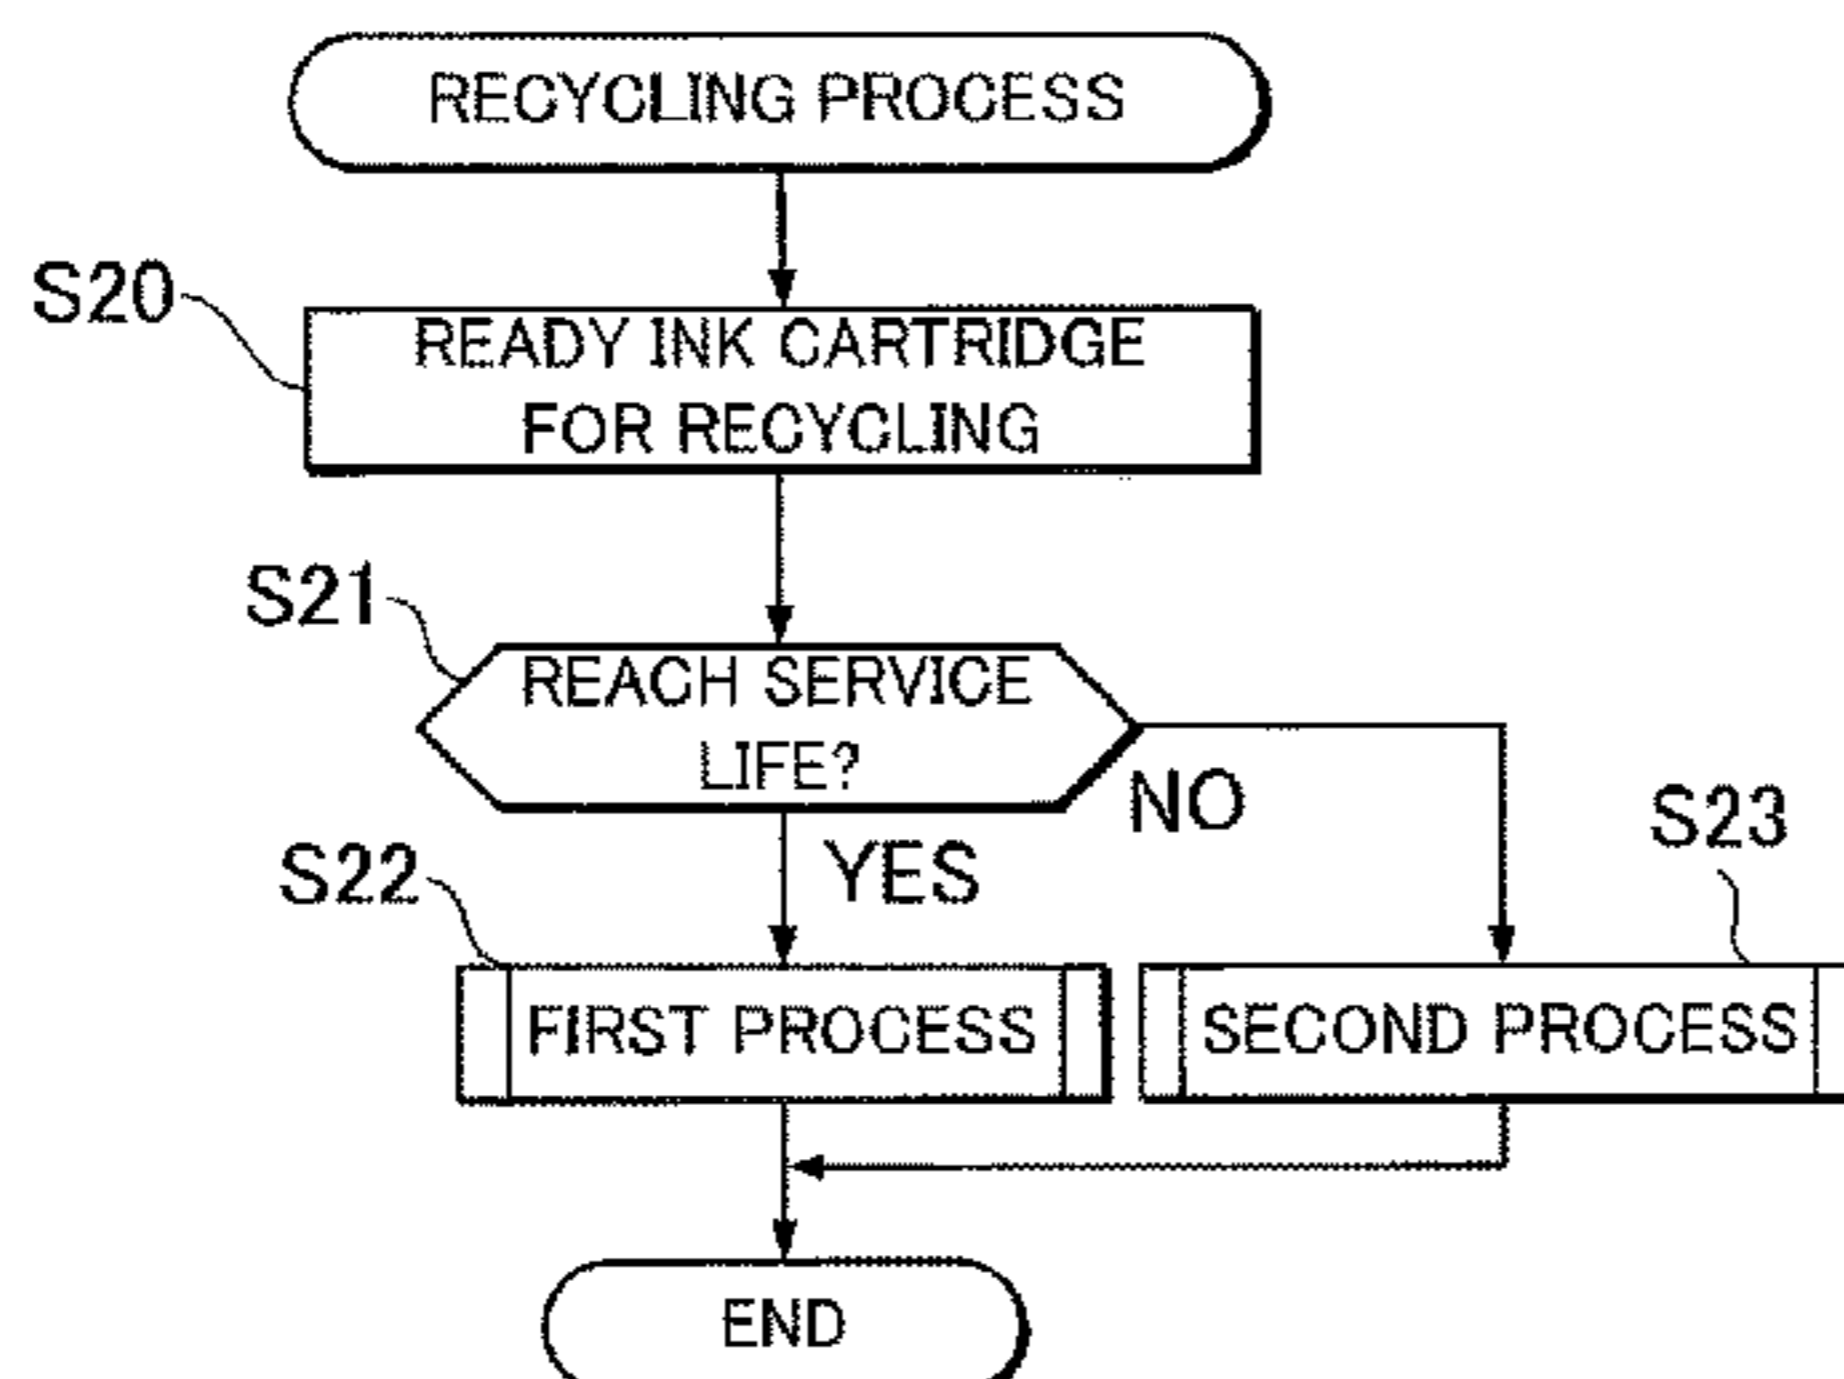 RECYCLING PROCESS
S20
READY INK CARTRIDGE
FOR RECYCLING
S21
REACH SERVICE
LIFE?
NO
YES
S22
S23
FIRST PROCESS
SECOND PROCESS
END